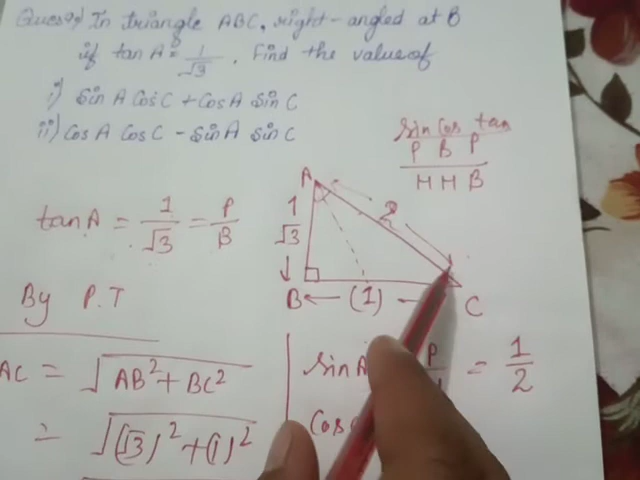 Ques 9) In triangle ABC, right-angled at B
if tan A = 1/√3. Find the value of
i) Sin A Cos C + Cos A Sin C
ii) Cos A Cos C - Sin A Sin C
sin Cos tan
P B P
H H B
tan A = 1/√3 = P/B
A
1
√3
2
B
(1)
C
By P.T
AC = √AB² + BC²
= √(√3)² + (1)²
sin A
P
= 1/2
Cos